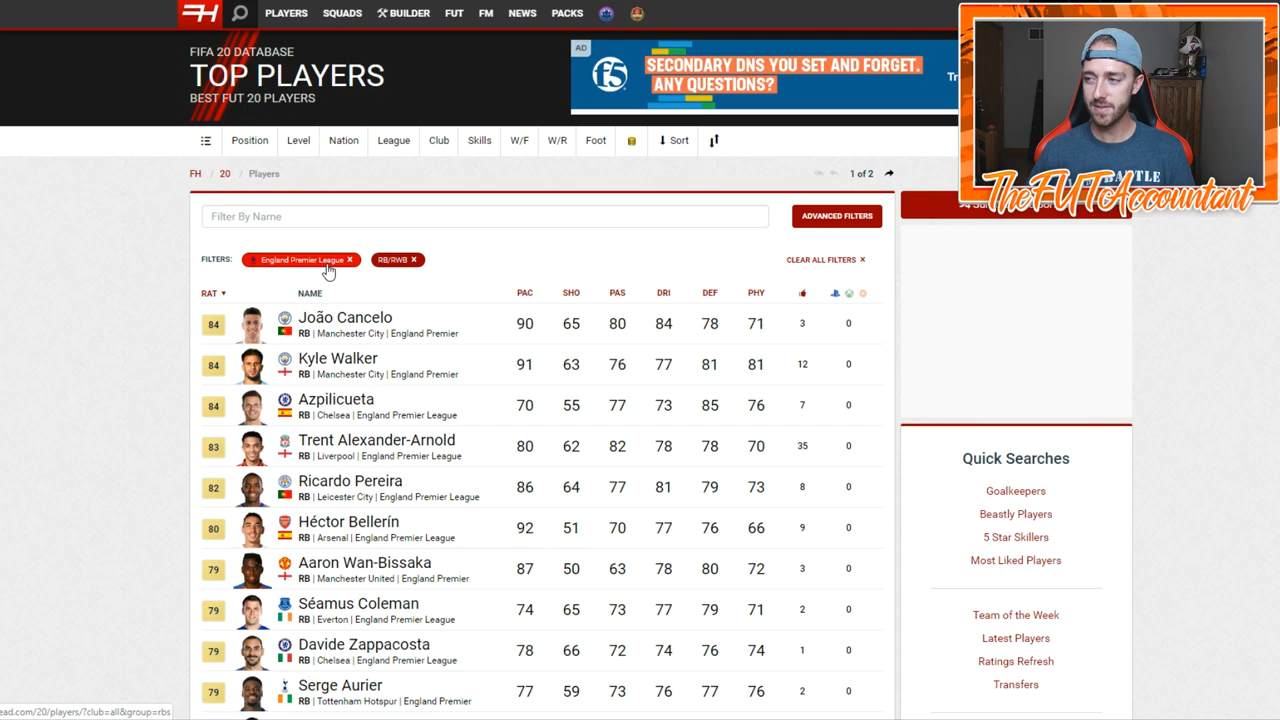 PLAYERS SQUADS BUILDER FUT FM NEWS PACKS
FIFA 20 DATABASE
TOP PLAYERS
BEST FUT 20 PLAYERS
AD
f5
SECONDARY DNS YOU SET AND FORGET.
ANY QUESTIONS?
BATTLE
TheFUTAccountant
Position Level Nation League Club Skills W/F W/R Foot Sort
FH / 20 / Players
1 of 2
Filter By Name
ADVANCED FILTERS
FILTERS: England Premier League × RB/RWB × CLEAR ALL FILTERS ×
RAT NAME PAC SHO PAS DRI DEF PHY
84 João Cancelo 90 65 80 84 78 71 3 0
RB | Manchester City | England Premier
84 Kyle Walker 91 63 76 77 81 81 12 0
RB | Manchester City | England Premier
84 Azpilicueta 70 55 77 73 85 76 7 0
RB | Chelsea | England Premier League
83 Trent Alexander-Arnold 80 62 82 78 78 70 35 0
RB | Liverpool | England Premier League
82 Ricardo Pereira 86 64 77 81 79 73 8 0
RB | Leicester City | England Premier League
80 Héctor Bellerín 92 51 70 77 76 66 9 0
RB | Arsenal | England Premier League
79 Aaron Wan-Bissaka 87 50 63 78 80 72 3 0
RB | Manchester United | England Premier
79 Séamus Coleman 74 65 73 77 79 71 2 0
RB | Everton | England Premier League
79 Davide Zappacosta 78 66 72 74 76 74 1 0
RB | Chelsea | England Premier League
79 Serge Aurier 77 59 73 76 77 76 2 0
RB | Tottenham Hotspur | England Premier
Quick Searches
Goalkeepers
Beastly Players
5 Star Skillers
Most Liked Players
Team of the Week
Latest Players
Ratings Refresh
Transfers
ead.com/20/players/?club=all&group=rbs